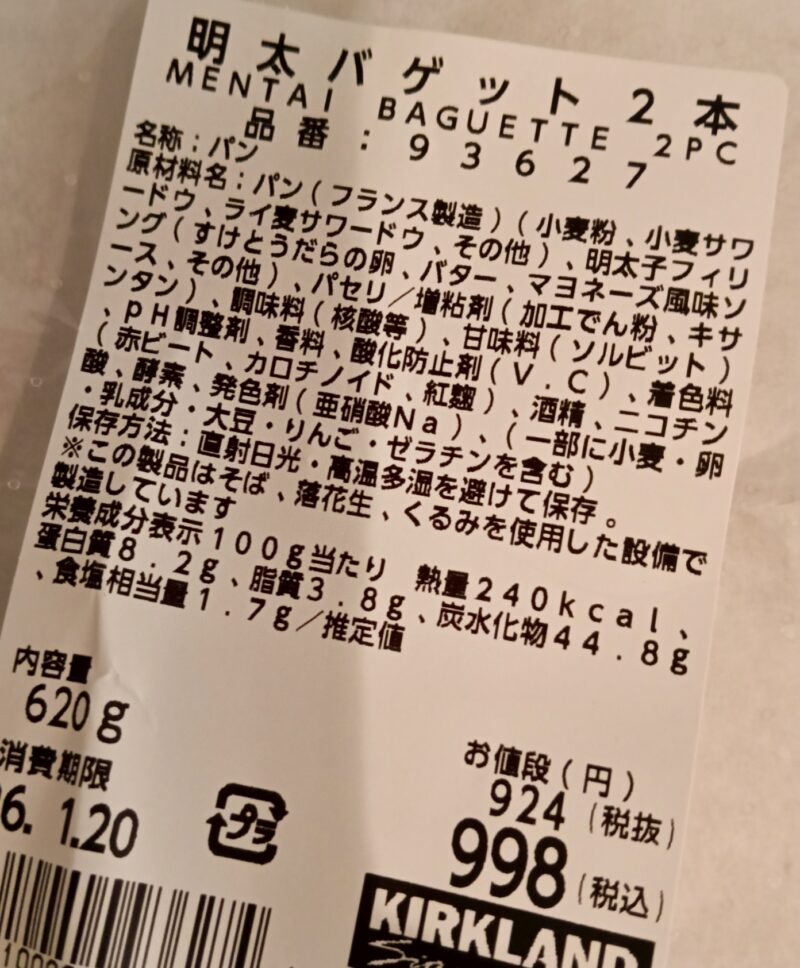 明太バゲット2本
MENTAI BAGUETTE 2PC
品番:93627
名称:パン
原材料名:パン(フランス製造)(小麦粉、小麦サワ
ードウ、ライ麦サワードウ、その他)、明太子フィリ
ング(すけとうだらの卵、バター、マヨネーズ風味ソ
ース、その他)、パセリ/増粘剤(加工でん粉、キサ
ンタン)、調味料(核酸等)、甘味料(ソルビット)
、pH調整剤、香料、酸化防止剤(V.C)、着色料
(赤ビート、カロチノイド、紅麹)、酒精、ニコチン
酸、酵素、発色剤(亜硝酸Na)、(一部に小麦・卵
・乳成分・大豆・りんご・ゼラチンを含む)
保存方法:直射日光・高温多湿を避けて保存。
※この製品はそば、落花生、くるみを使用した設備で
製造しています
栄養成分表示100g当たり 熱量240kcal、
蛋白質8.2g、脂質3.8g、炭水化物44.8g
、食塩相当量1.7g/推定値
内容量
620g
消費期限
6. 1.20
プラ
お値段(円)
924(税抜)
998(税込)
KIRKLAND